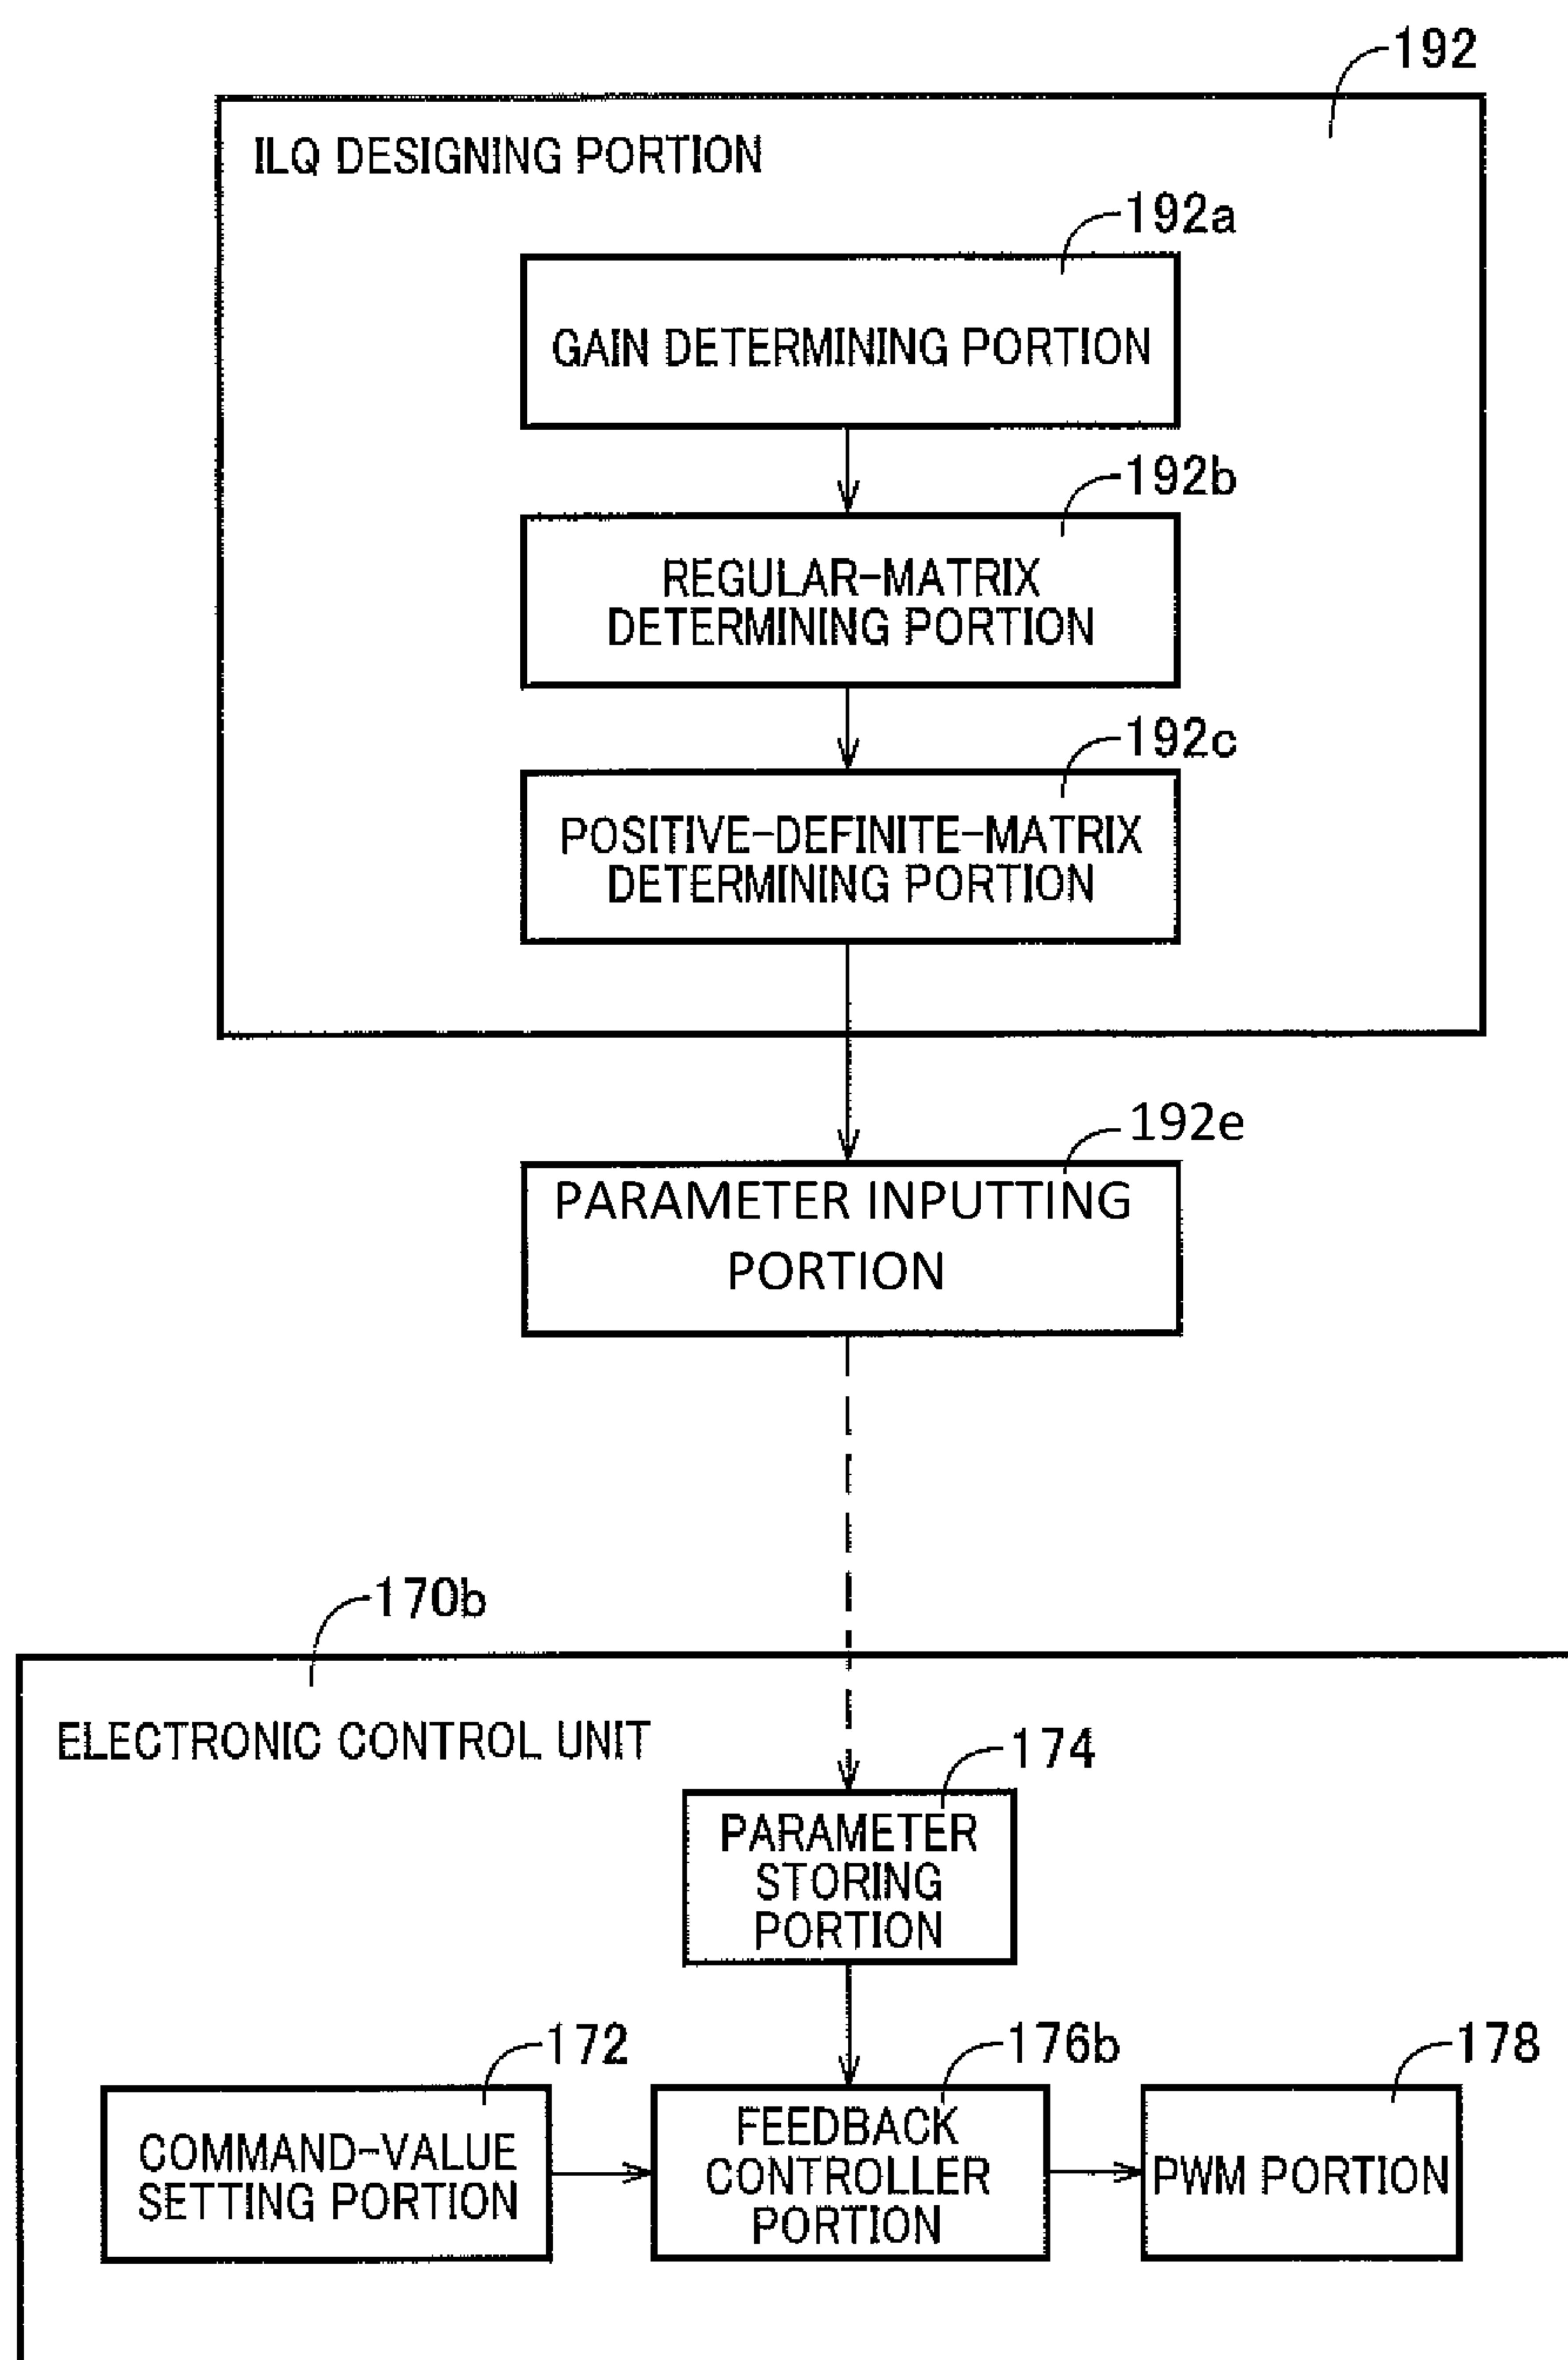 192
ILQ DESIGNING PORTION
192a
GAIN DETERMINING PORTION
192b
REGULAR-MATRIX
DETERMINING PORTION
192c
POSITIVE-DEFINITE-MATRIX
DETERMINING PORTION
192e
PARAMETER INPUTTING
PORTION
170b
ELECTRONIC CONTROL UNIT
174
PARAMETER
STORING
PORTION
172
COMMAND-VALUE
SETTING PORTION
176b
FEEDBACK
CONTROLLER
PORTION
178
PWM PORTION